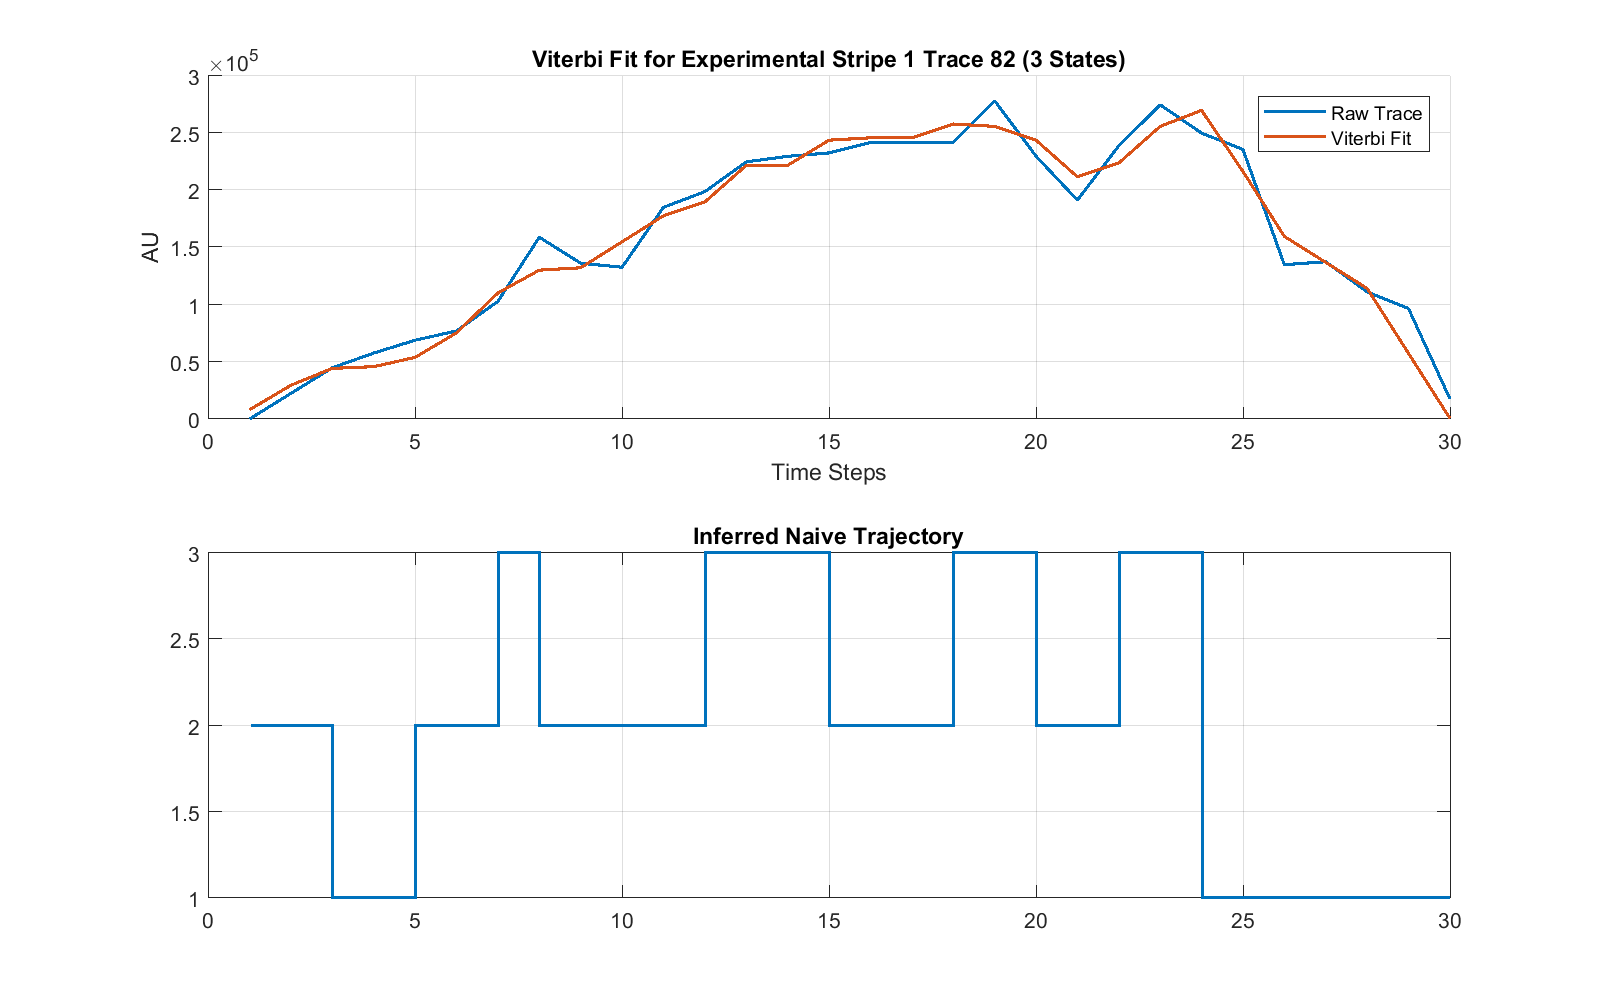 Viterbi Fit for Experimental Stripe 1 Trace 82 (3 States)
×10⁵
3
2.5
2
1.5
1
0.5
0
AU
Raw Trace
Viterbi Fit
0 5 10 15 20 25 30
Time Steps
Inferred Naive Trajectory
3
2.5
2
1.5
1
0 5 10 15 20 25 30